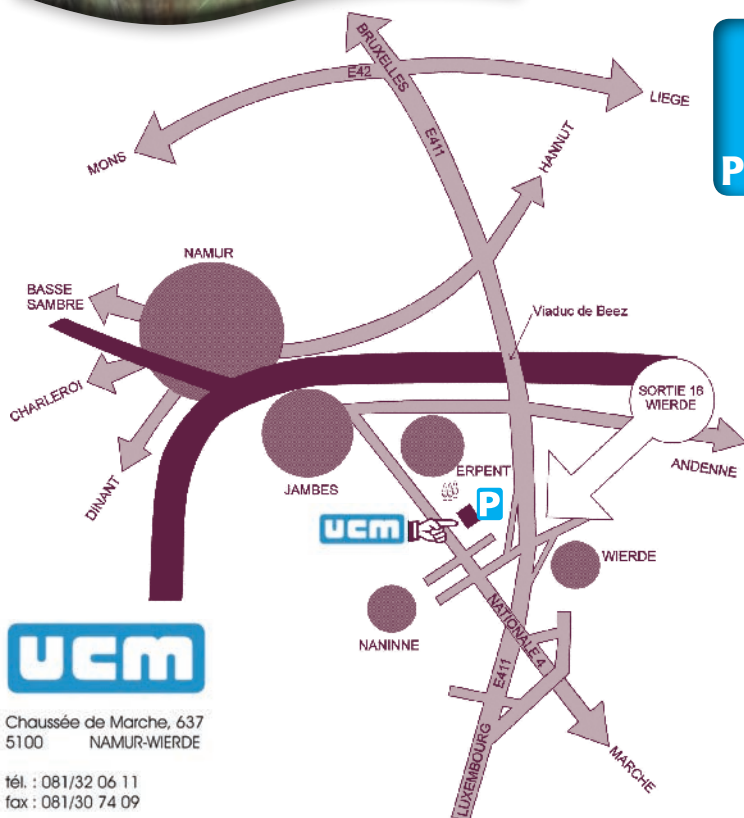 BRUXELLES
E42
LIEGE
P
MONS
E411
HANNUT
NAMUR
BASSE
SAMBRE
Viaduc de Beez
CHARLEROI
SORTIE 16
WIERDE
DINANT
JAMBES
ERPENT
ANDENNE
P
ucm
WIERDE
NANINNE
NATIONALE 4
E411
LUXEMBOURG
MARCHE
ucm
Chaussée de Marche, 637
5100 NAMUR-WIERDE
tél. : 081/32 06 11
fax : 081/30 74 09